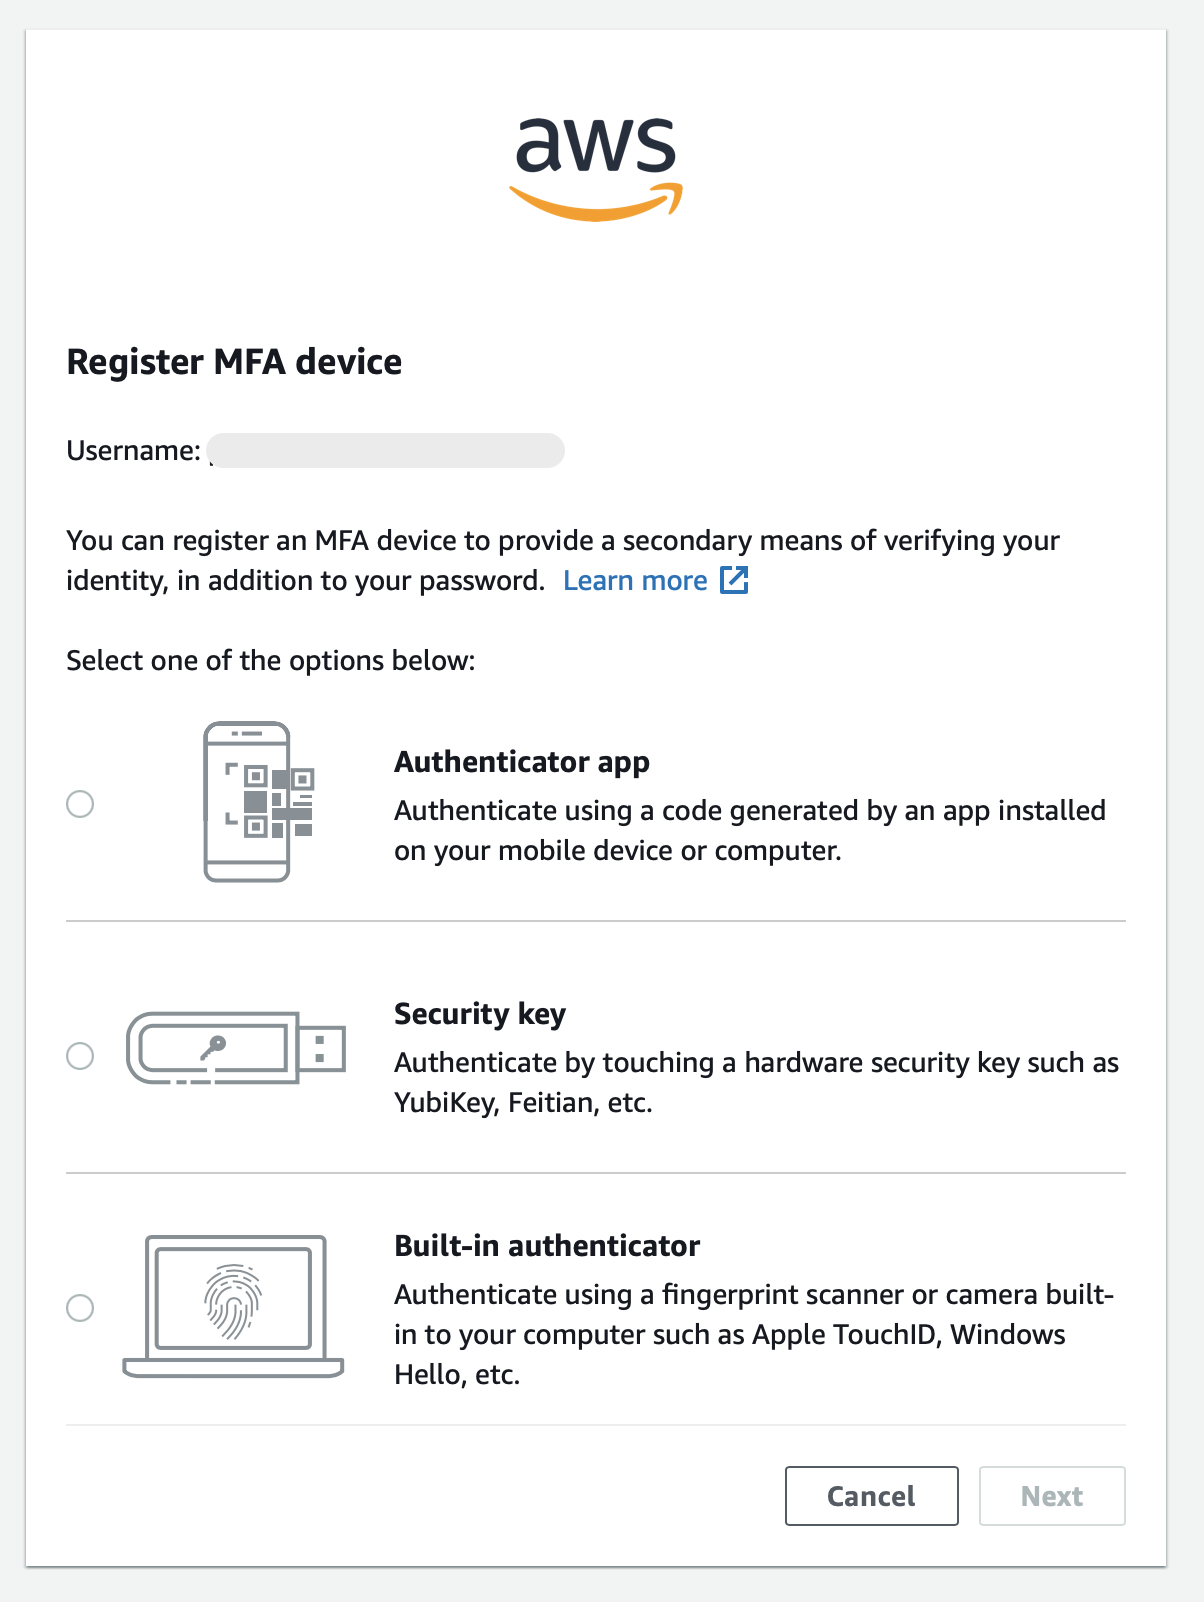 aws
Register MFA device
Username:
You can register an MFA device to provide a secondary means of verifying your
identity, in addition to your password. Learn more
Select one of the options below:
Authenticator app
Authenticate using a code generated by an app installed
on your mobile device or computer.
Security key
Authenticate by touching a hardware security key such as
YubiKey, Feitian, etc.
Built-in authenticator
Authenticate using a fingerprint scanner or camera built-
in to your computer such as Apple TouchID, Windows
Hello, etc.
Cancel Next